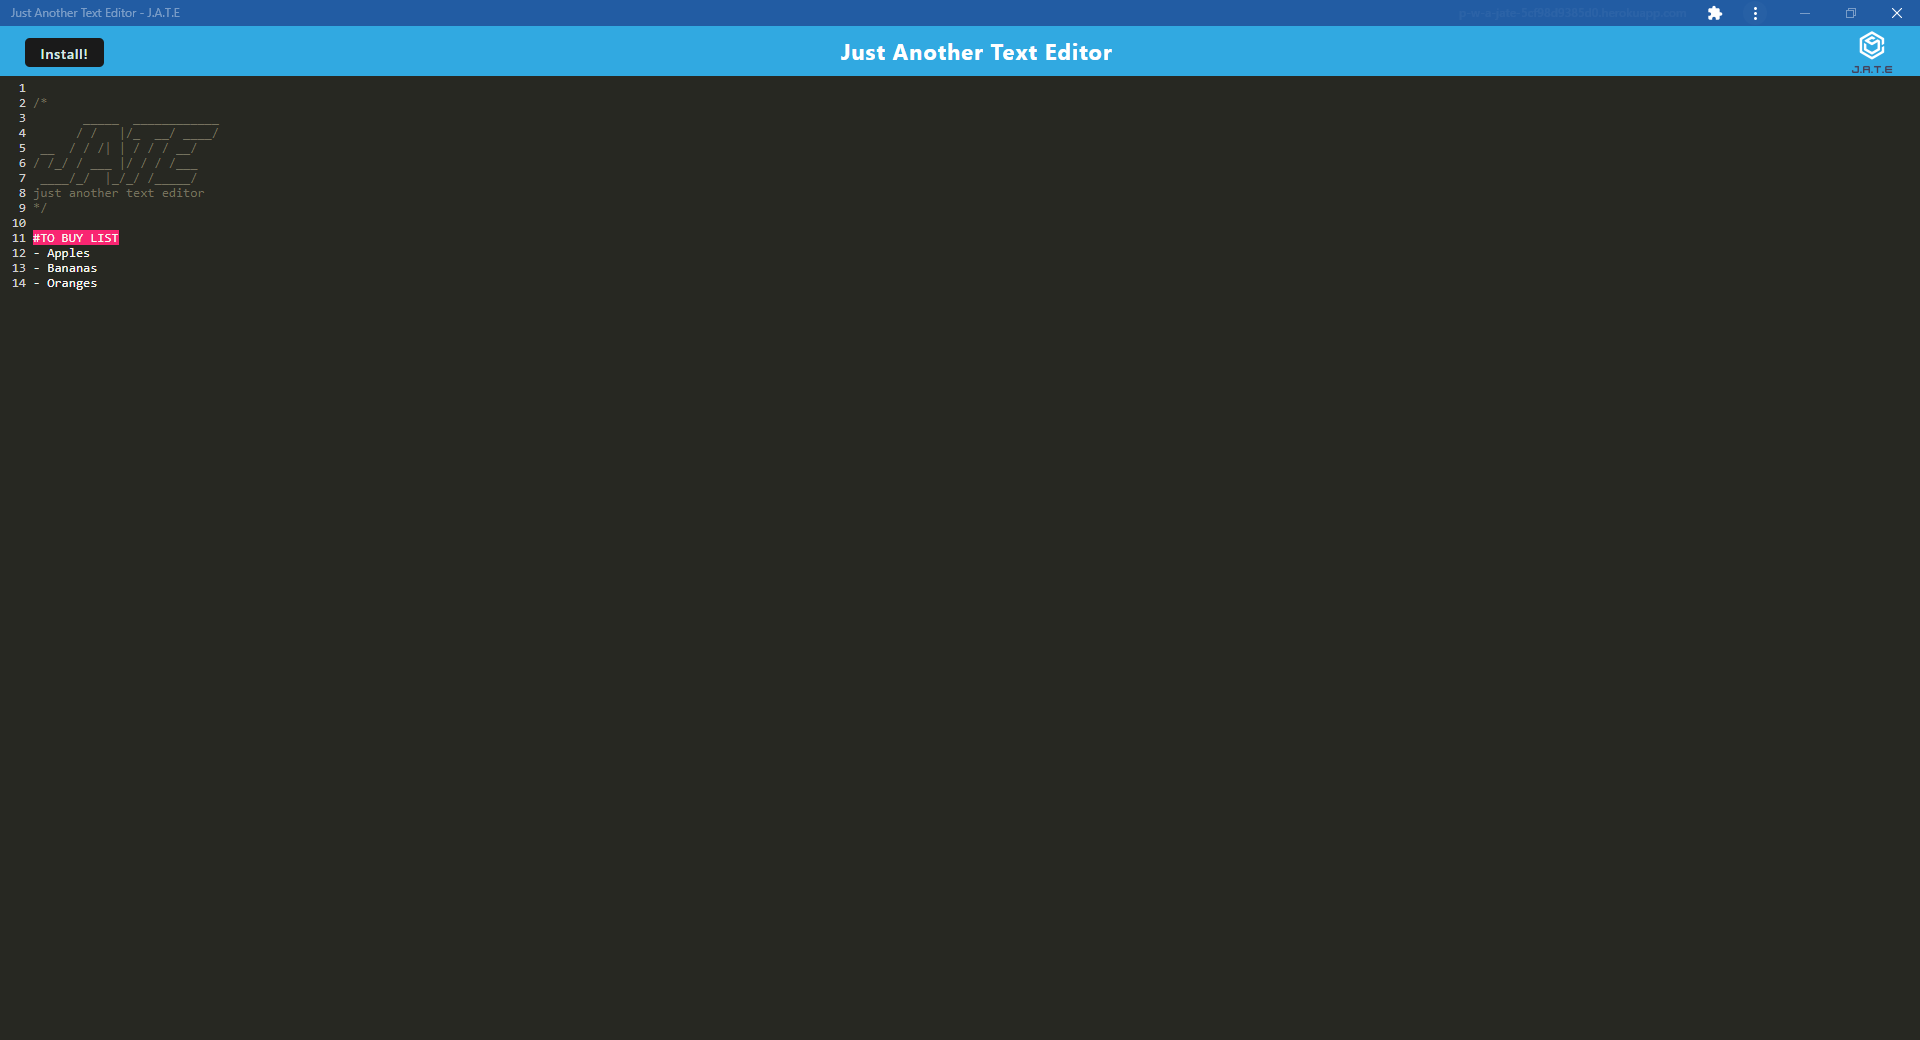 Just Another Text Editor - J.A.T.E
Install!
Just Another Text Editor
J.A.T.E
1
2 /*
3        _____  ____________
4       / /   |/_  __/ ____/
5  __  / / /| | / / / __/
6 / /_/ / ___ |/ / / /___
7  ____/_/  |_/_/ /_____/
8 just another text editor
9 */
10
11 #TO BUY LIST
12 - Apples
13 - Bananas
14 - Oranges